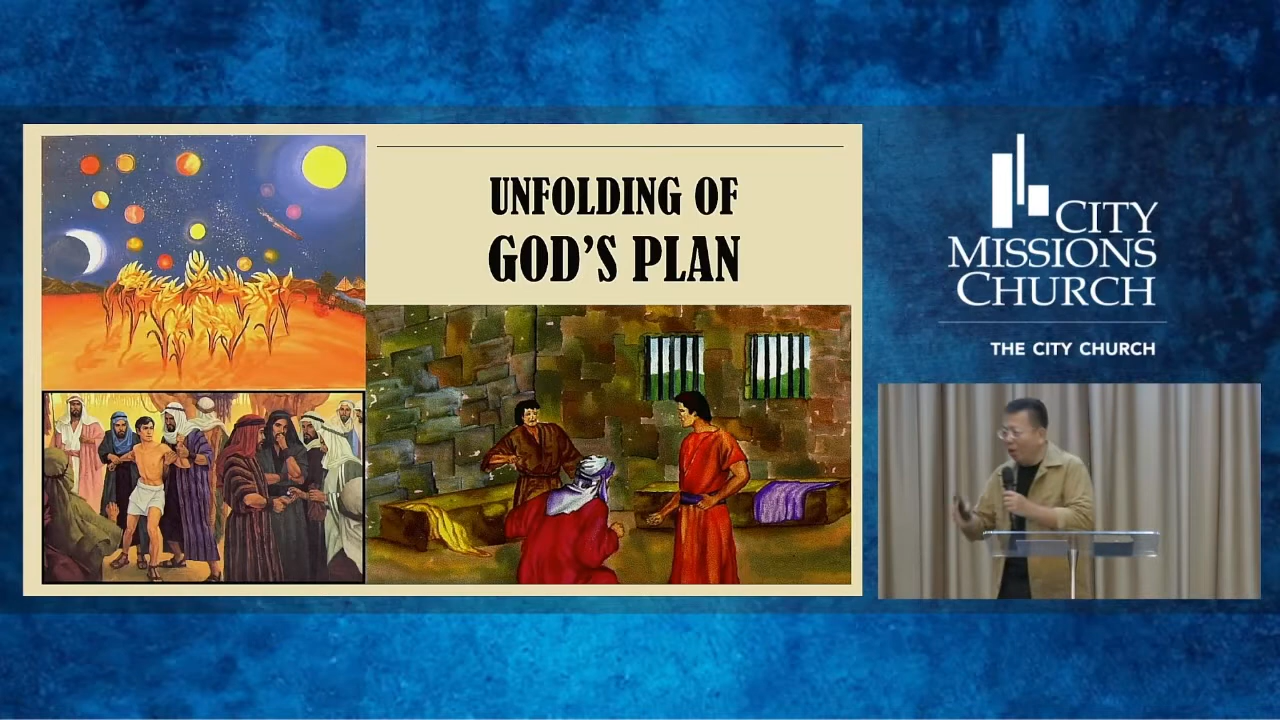 UNFOLDING OF
GOD'S PLAN
CITY
MISSIONS
CHURCH
THE CITY CHURCH